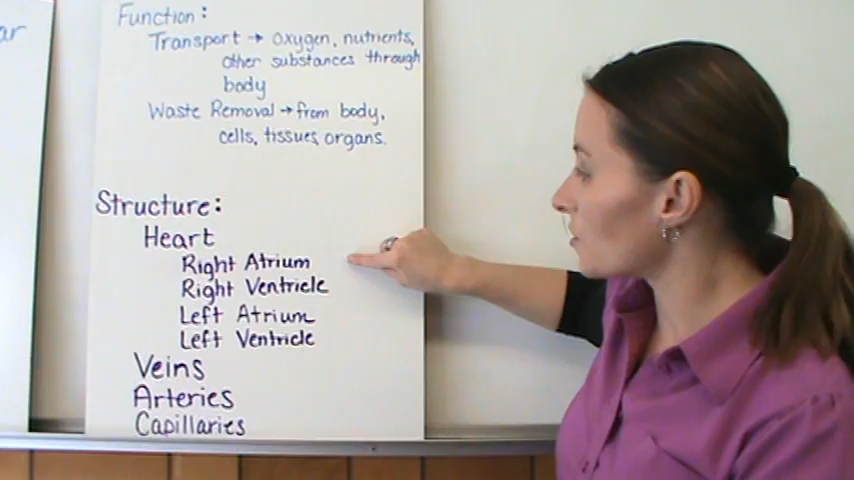 ar
Function:
Transport → oxygen, nutrients,
other substances through
body
Waste Removal → from body,
cells, tissues, organs.
Structure:
Heart
Right Atrium
Right Ventricle
Left Atrium
Left Ventricle
Veins
Arteries
Capillaries